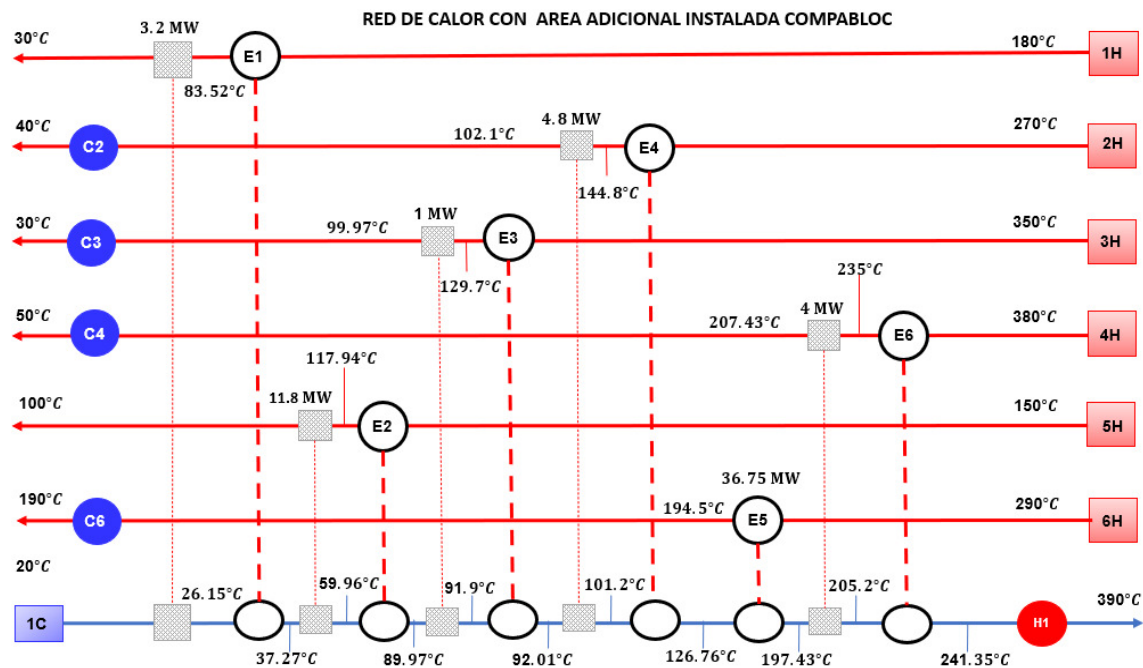 RED DE CALOR CON AREA ADICIONAL INSTALADA COMPABLOC
3.2 MW
30°C
E1
180°C
1H
83.52°C
40°C
C2
102.1°C
4.8 MW
E4
270°C
2H
144.8°C
30°C
C3
99.97°C
1 MW
E3
350°C
3H
129.7°C
235°C
50°C
C4
207.43°C
4 MW
E6
380°C
4H
117.94°C
100°C
11.8 MW
E2
150°C
5H
36.75 MW
190°C
C6
194.5°C
E5
290°C
6H
20°C
1C
26.15°C
59.96°C
91.9°C
101.2°C
205.2°C
H1
390°C
37.27°C
89.97°C
92.01°C
126.76°C
197.43°C
241.35°C